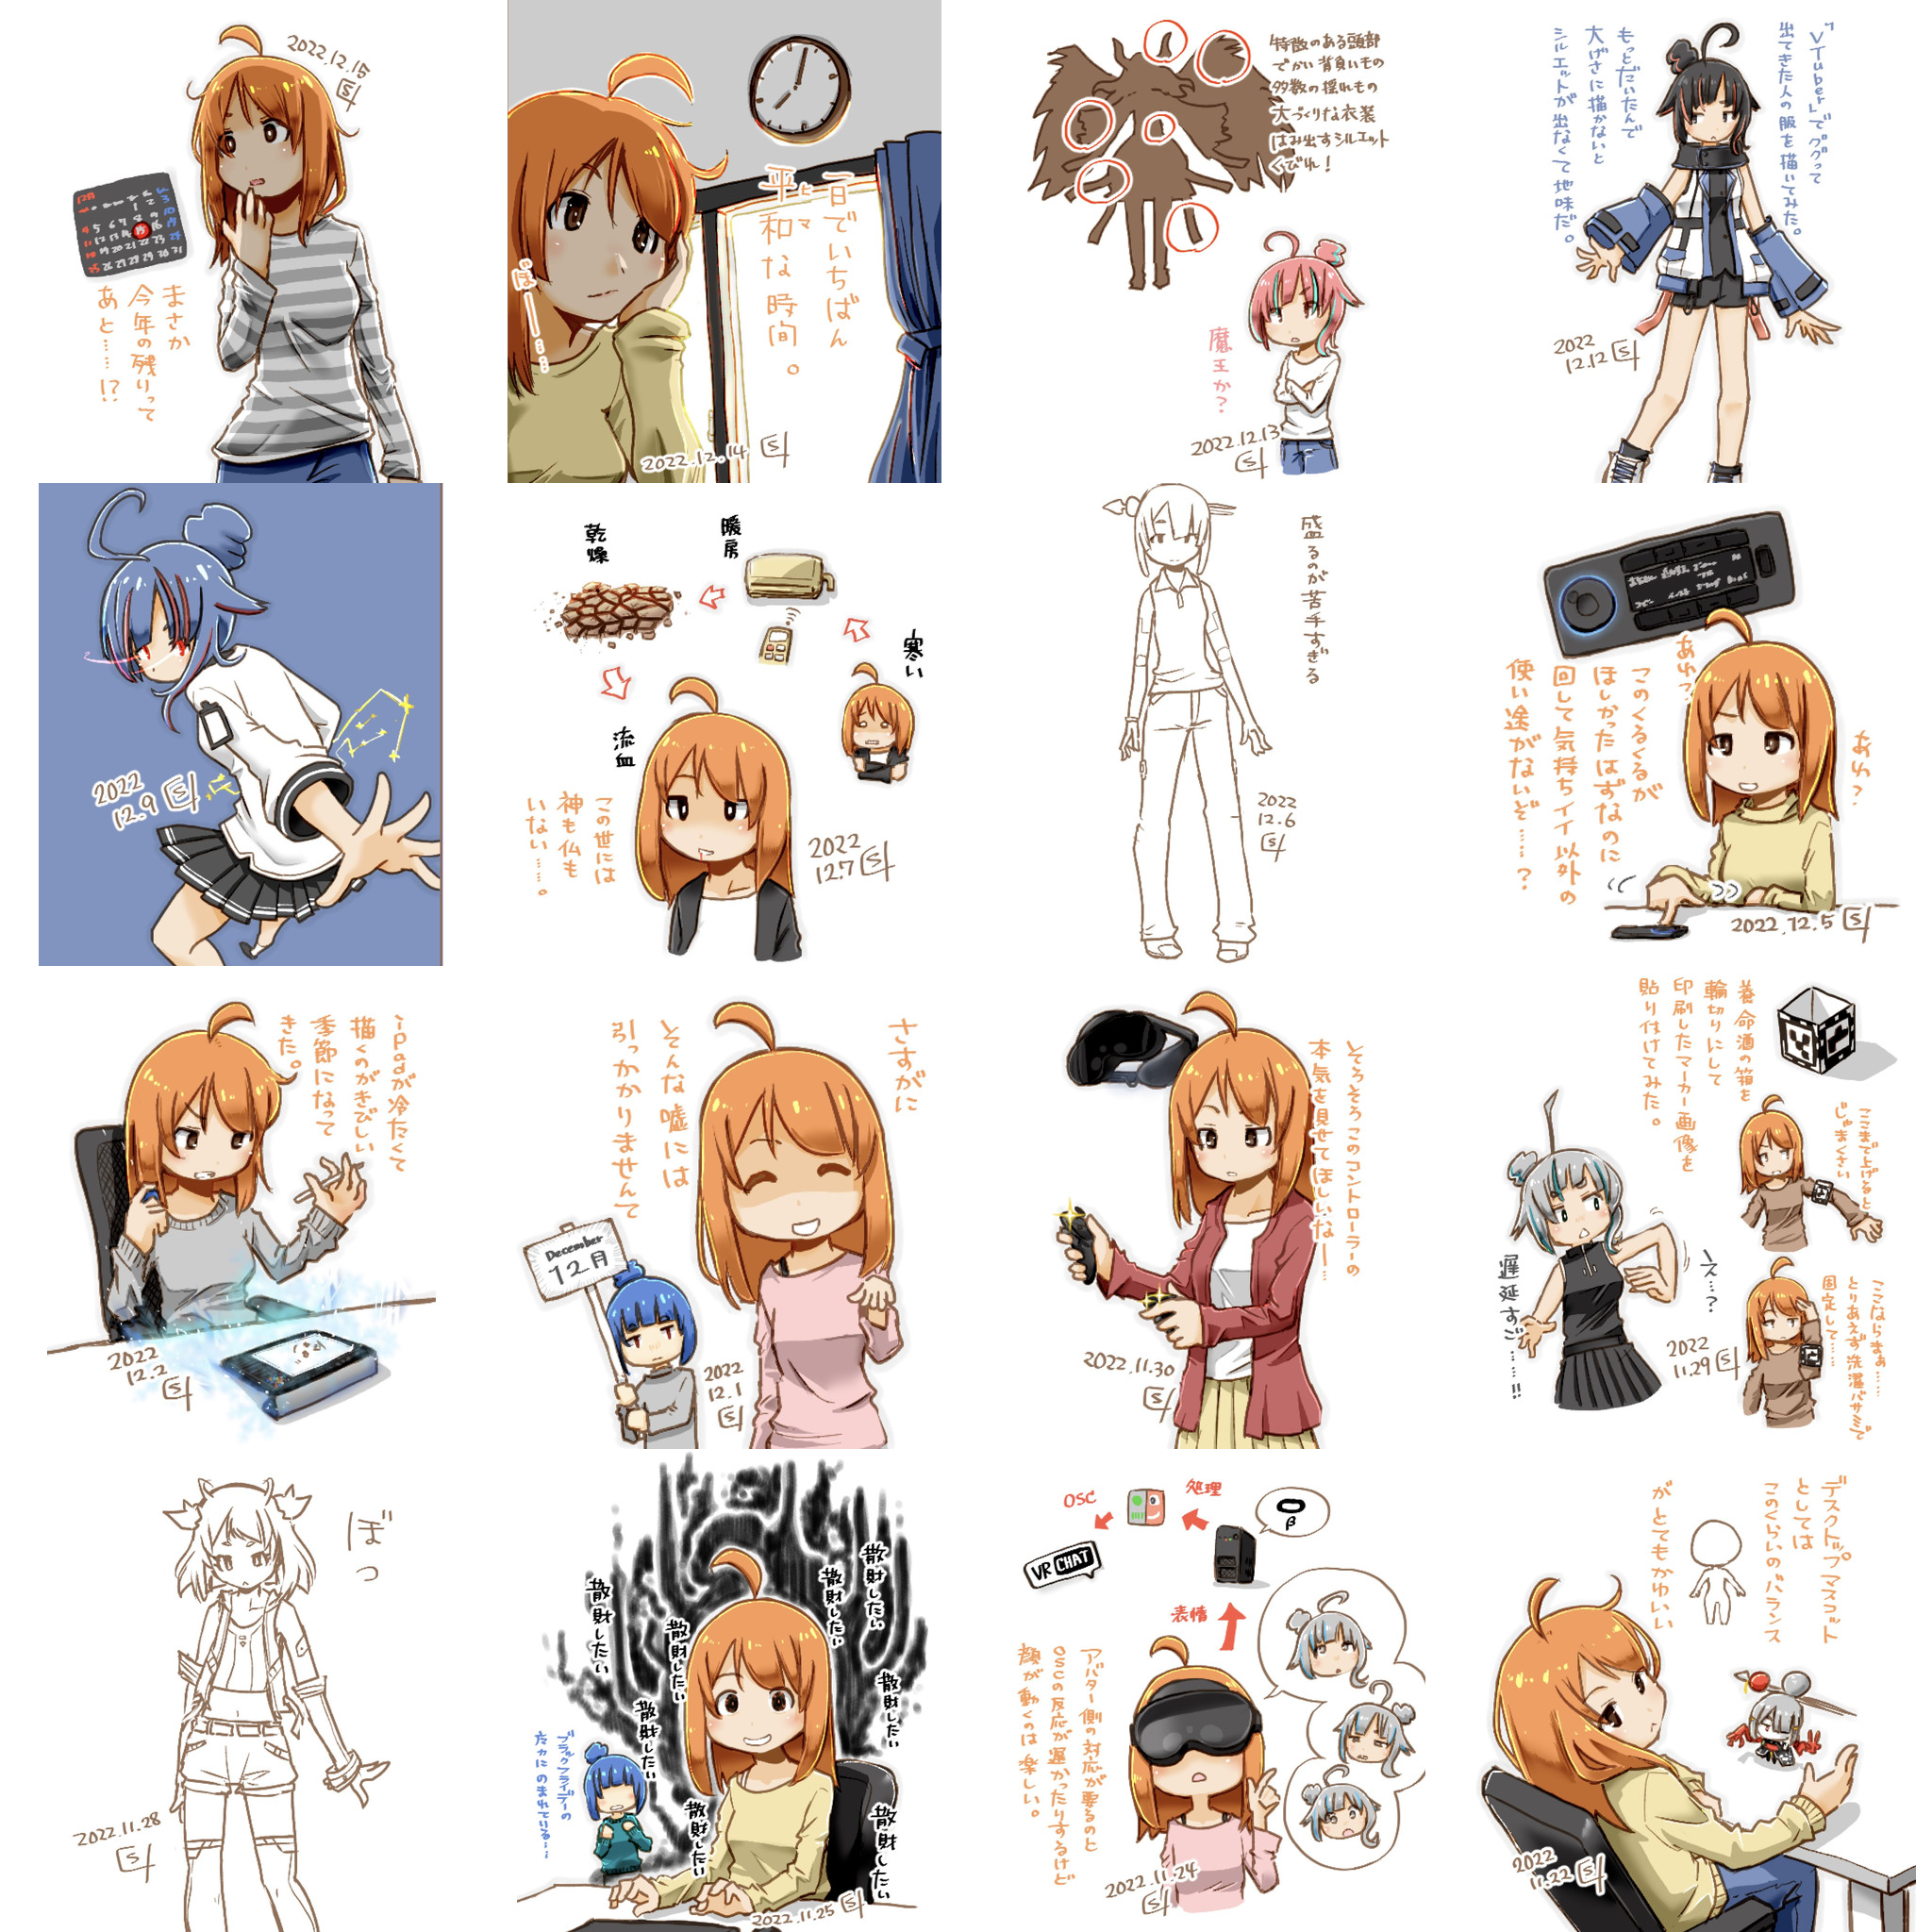 2022.12.15
まさか
今年の残りって
あと……!?
一日でいちばん
平和な時間。
ヒマ
ぼ――……
2022.12.14
特徴のある頭部
でかい背負いもの
多数の揺れもの
大づくりな衣装
はみ出すシルエット
くびれ!
魔王か?
2022.12.13
"VTuber"でググって
出てきた人の服を描いてみた。
もっとだいたんで
大げさに描かないと
シルエットが出なくて地味だ。
2022
12.12
2022
12.9
寒い
暖房
乾燥
流血
この世には
神も仏も
いない……。
2022
12.7
盛るのが苦手すぎる
2022
12.6
あれ?
あれ?
このくるくるが
ほしかったはずなのに
回して気持ちイイ以外の
使い途がないぞ……?
2022.12.5
iPadが冷たくて
描くのがきびしい
季節になって
きた。
2022
12.2
さすがに
そんな嘘には
引っかかりませんて
December
12月
2022
12.1
そろそろこのコントローラーの
本気を見せてほしいな――…
2022.11.30
養命酒の箱を
輪切りにして
印刷したマーカー画像を
貼り付けてみた。
ここまで上げると
じゃまくさい
ここならまぁ……
とりあえず洗濯バサミで
固定して……
え…?
遅延すご……!!
2022
11.29
ぼっ
2022.11.28
散財したい
散財したい
散財したい
散財したい
散財したい
散財したい
散財したい
散財したい
ブラックフライデーの
たかにのまれている…
2022.11.25
β
処理
OSC
VRCHAT
表情
アバター側の対応が要るのと
OSCの反応が遅かったりするけど
顔が動くのは楽しい。
2022.11.24
デスクトップマスコット
としては
このくらいのバランス
がとてもかわいい
2022
11.22